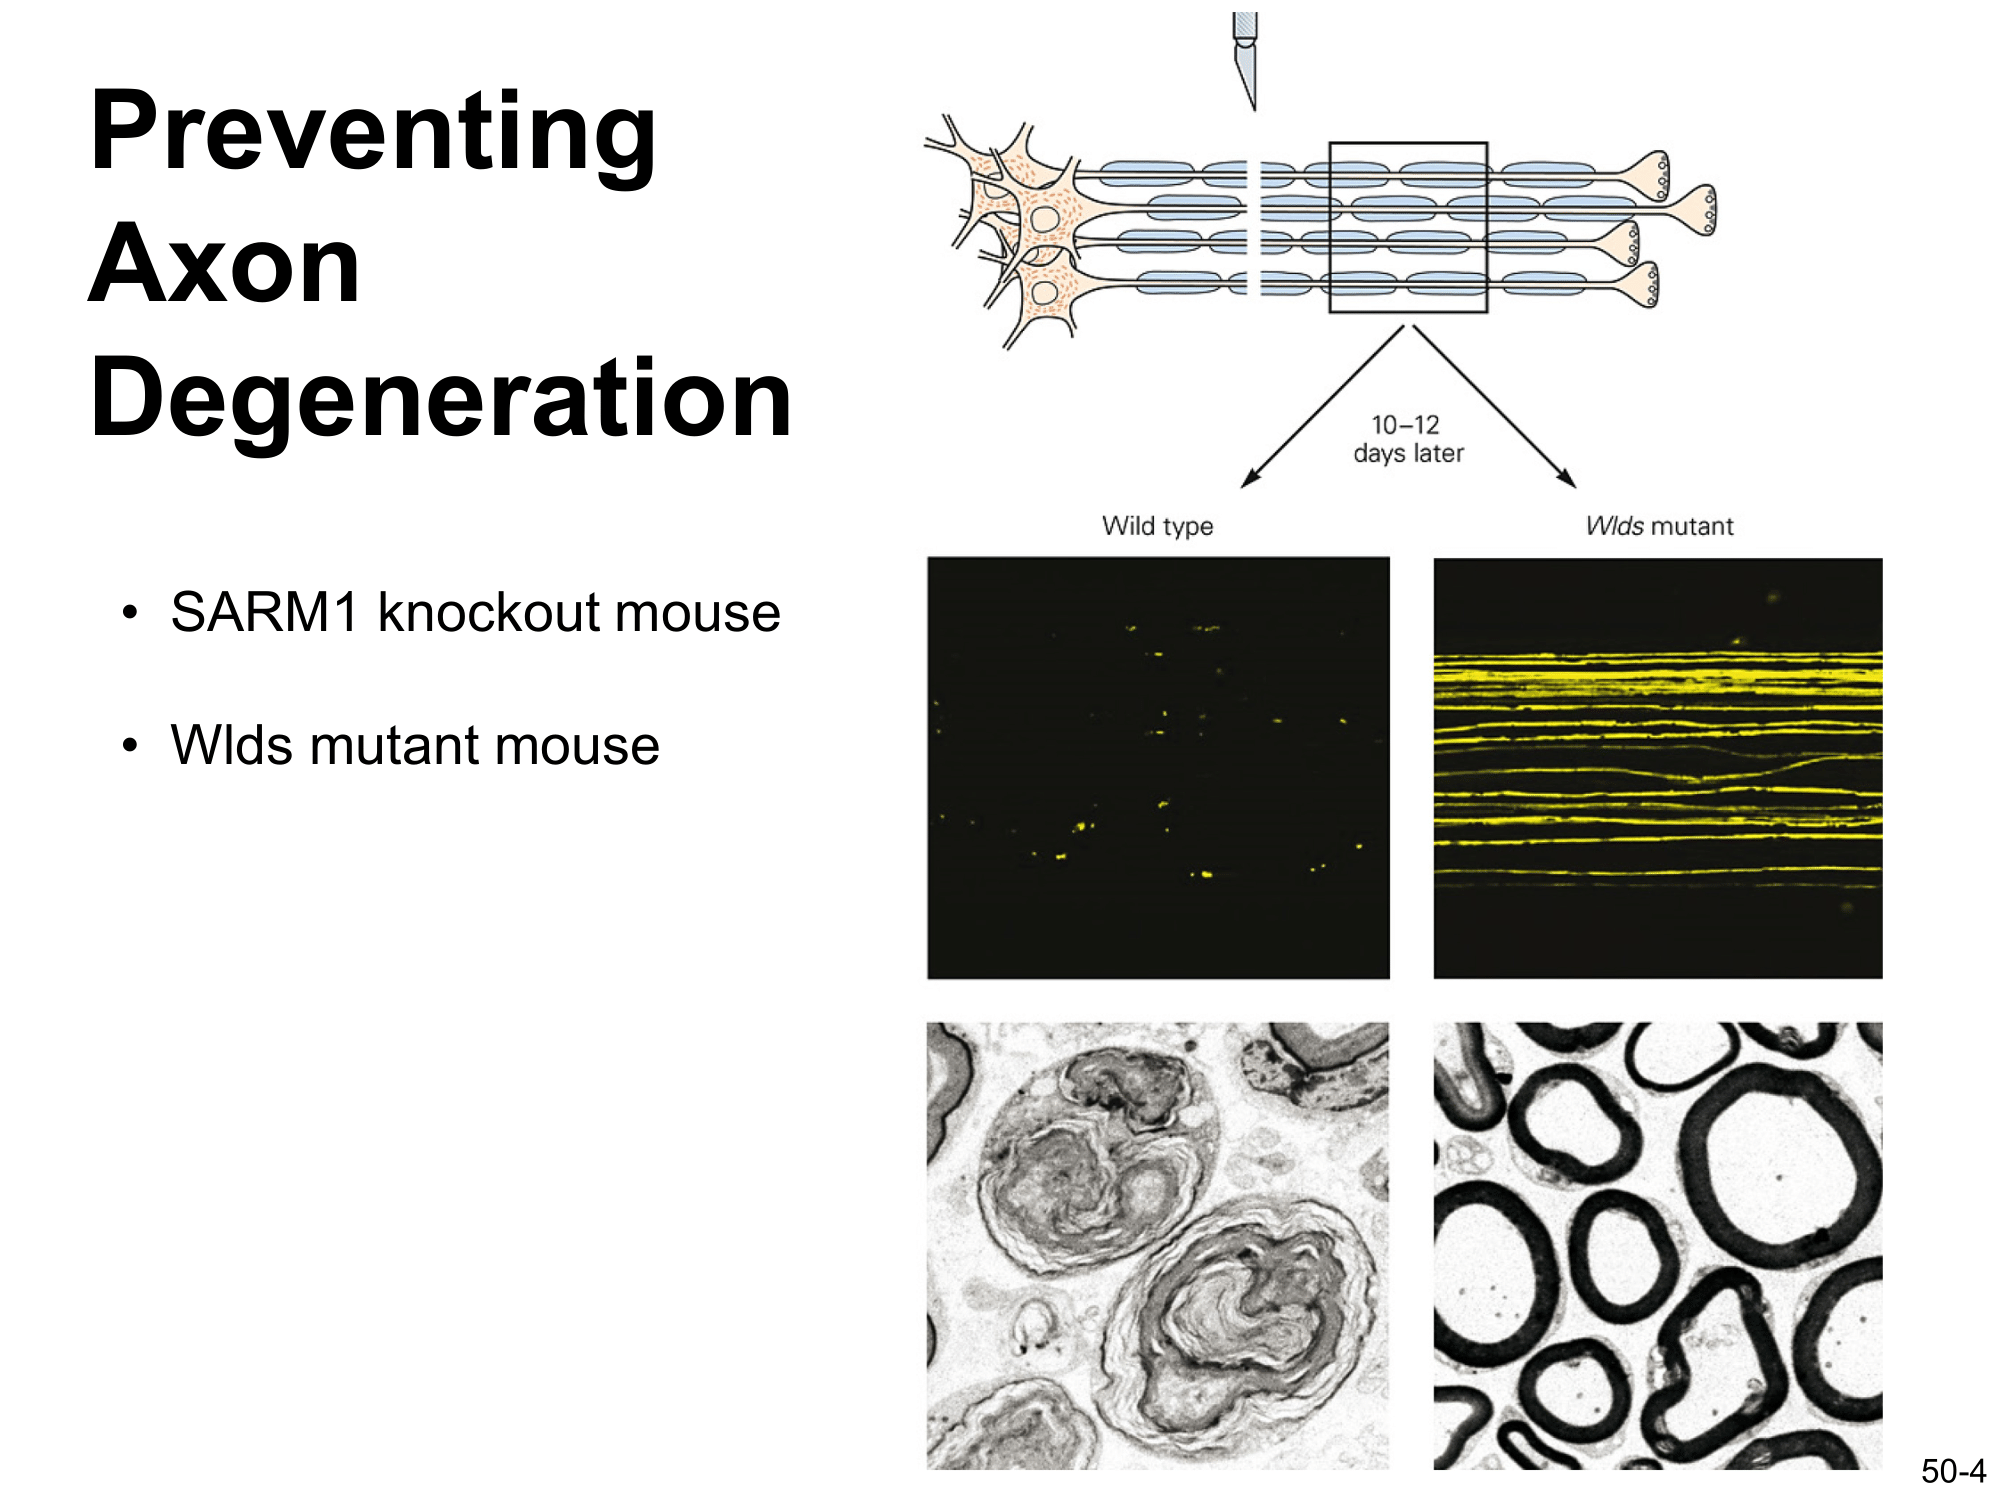 Preventing
Axon
Degeneration
• SARM1 knockout mouse
• Wlds mutant mouse
10–12
days later
Wild type
Wlds mutant
50-4